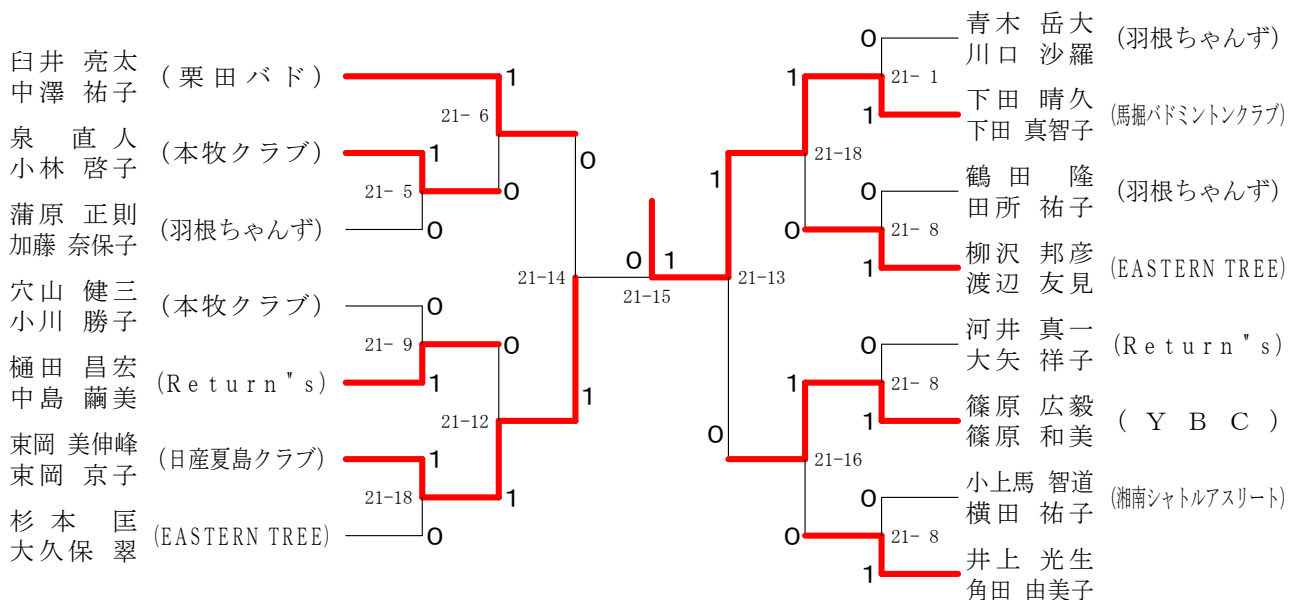 臼井 亮太
中澤 祐子
(栗田バド)
1
21- 6
泉 直人
小林 啓子
(本牧クラブ)
1
0
21- 5
0
蒲原 正則
加藤 奈保子
(羽根ちゃんず)
0
21-14
穴山 健三
小川 勝子
(本牧クラブ)
0
21- 9
0
樋田 昌宏
中島 繭美
(Return"s)
1
1
21-12
東岡 美伸峰
東岡 京子
(日産夏島クラブ)
1
21-18
1
杉本 匡
大久保 翠
(EASTERN TREE)
0
0
1
21-15
青木 岳大
川口 沙羅
(羽根ちゃんず)
0
1
21- 1
下田 晴久
下田 真智子
(馬堀バドミントンクラブ)
1
21-18
1
鶴田 隆
田所 祐子
(羽根ちゃんず)
0
0
21- 8
柳沢 邦彦
渡辺 友見
(EASTERN TREE)
1
21-13
河井 真一
大矢 祥子
(Return"s)
0
1
21- 8
篠原 広毅
篠原 和美
(YBC)
1
0
21-16
小上馬 智道
横田 祐子
(湘南シャトルアスリート)
0
0
21- 8
井上 光生
角田 由美子
1